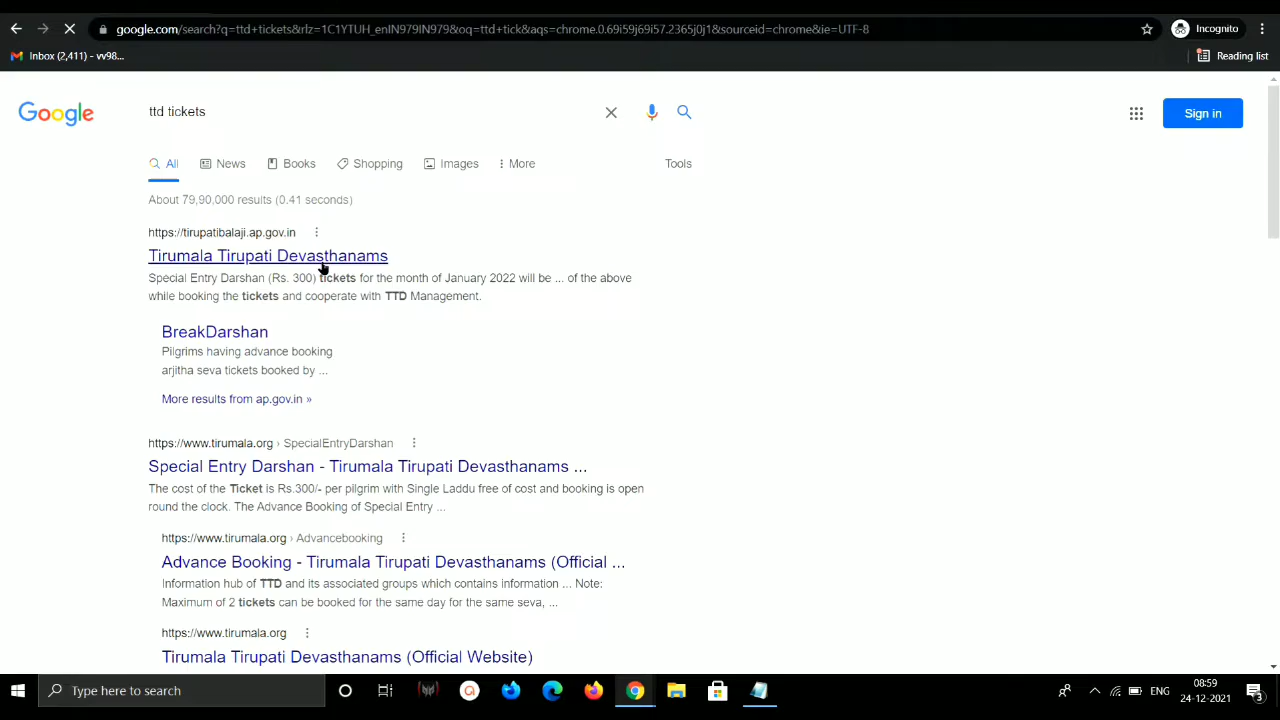 google.com/search?q=ttd+tickets&rlz=1C1YTUH_enIN979IN979&oq=ttd+tick&aqs=chrome.0.69i59j69i57.2365j0j1&sourceid=chrome&ie=UTF-8
Incognito
Inbox (2,411) - vv98...
Reading list
Google
ttd tickets
Sign in
All
News
Books
Shopping
Images
More
Tools
About 79,90,000 results (0.41 seconds)
https://tirupatibalaji.ap.gov.in
Tirumala Tirupati Devasthanams
Special Entry Darshan (Rs. 300) tickets for the month of January 2022 will be ... of the above
while booking the tickets and cooperate with TTD Management.
BreakDarshan
Pilgrims having advance booking
arjitha seva tickets booked by ...
More results from ap.gov.in »
https://www.tirumala.org › SpecialEntryDarshan
Special Entry Darshan - Tirumala Tirupati Devasthanams ...
The cost of the Ticket is Rs.300/- per pilgrim with Single Laddu free of cost and booking is open
round the clock. The Advance Booking of Special Entry ...
https://www.tirumala.org › Advancebooking
Advance Booking - Tirumala Tirupati Devasthanams (Official ...
Information hub of TTD and its associated groups which contains information ... Note:
Maximum of 2 tickets can be booked for the same day for the same seva, ...
https://www.tirumala.org
Tirumala Tirupati Devasthanams (Official Website)
Type here to search
ENG
08:59
24-12-2021
3